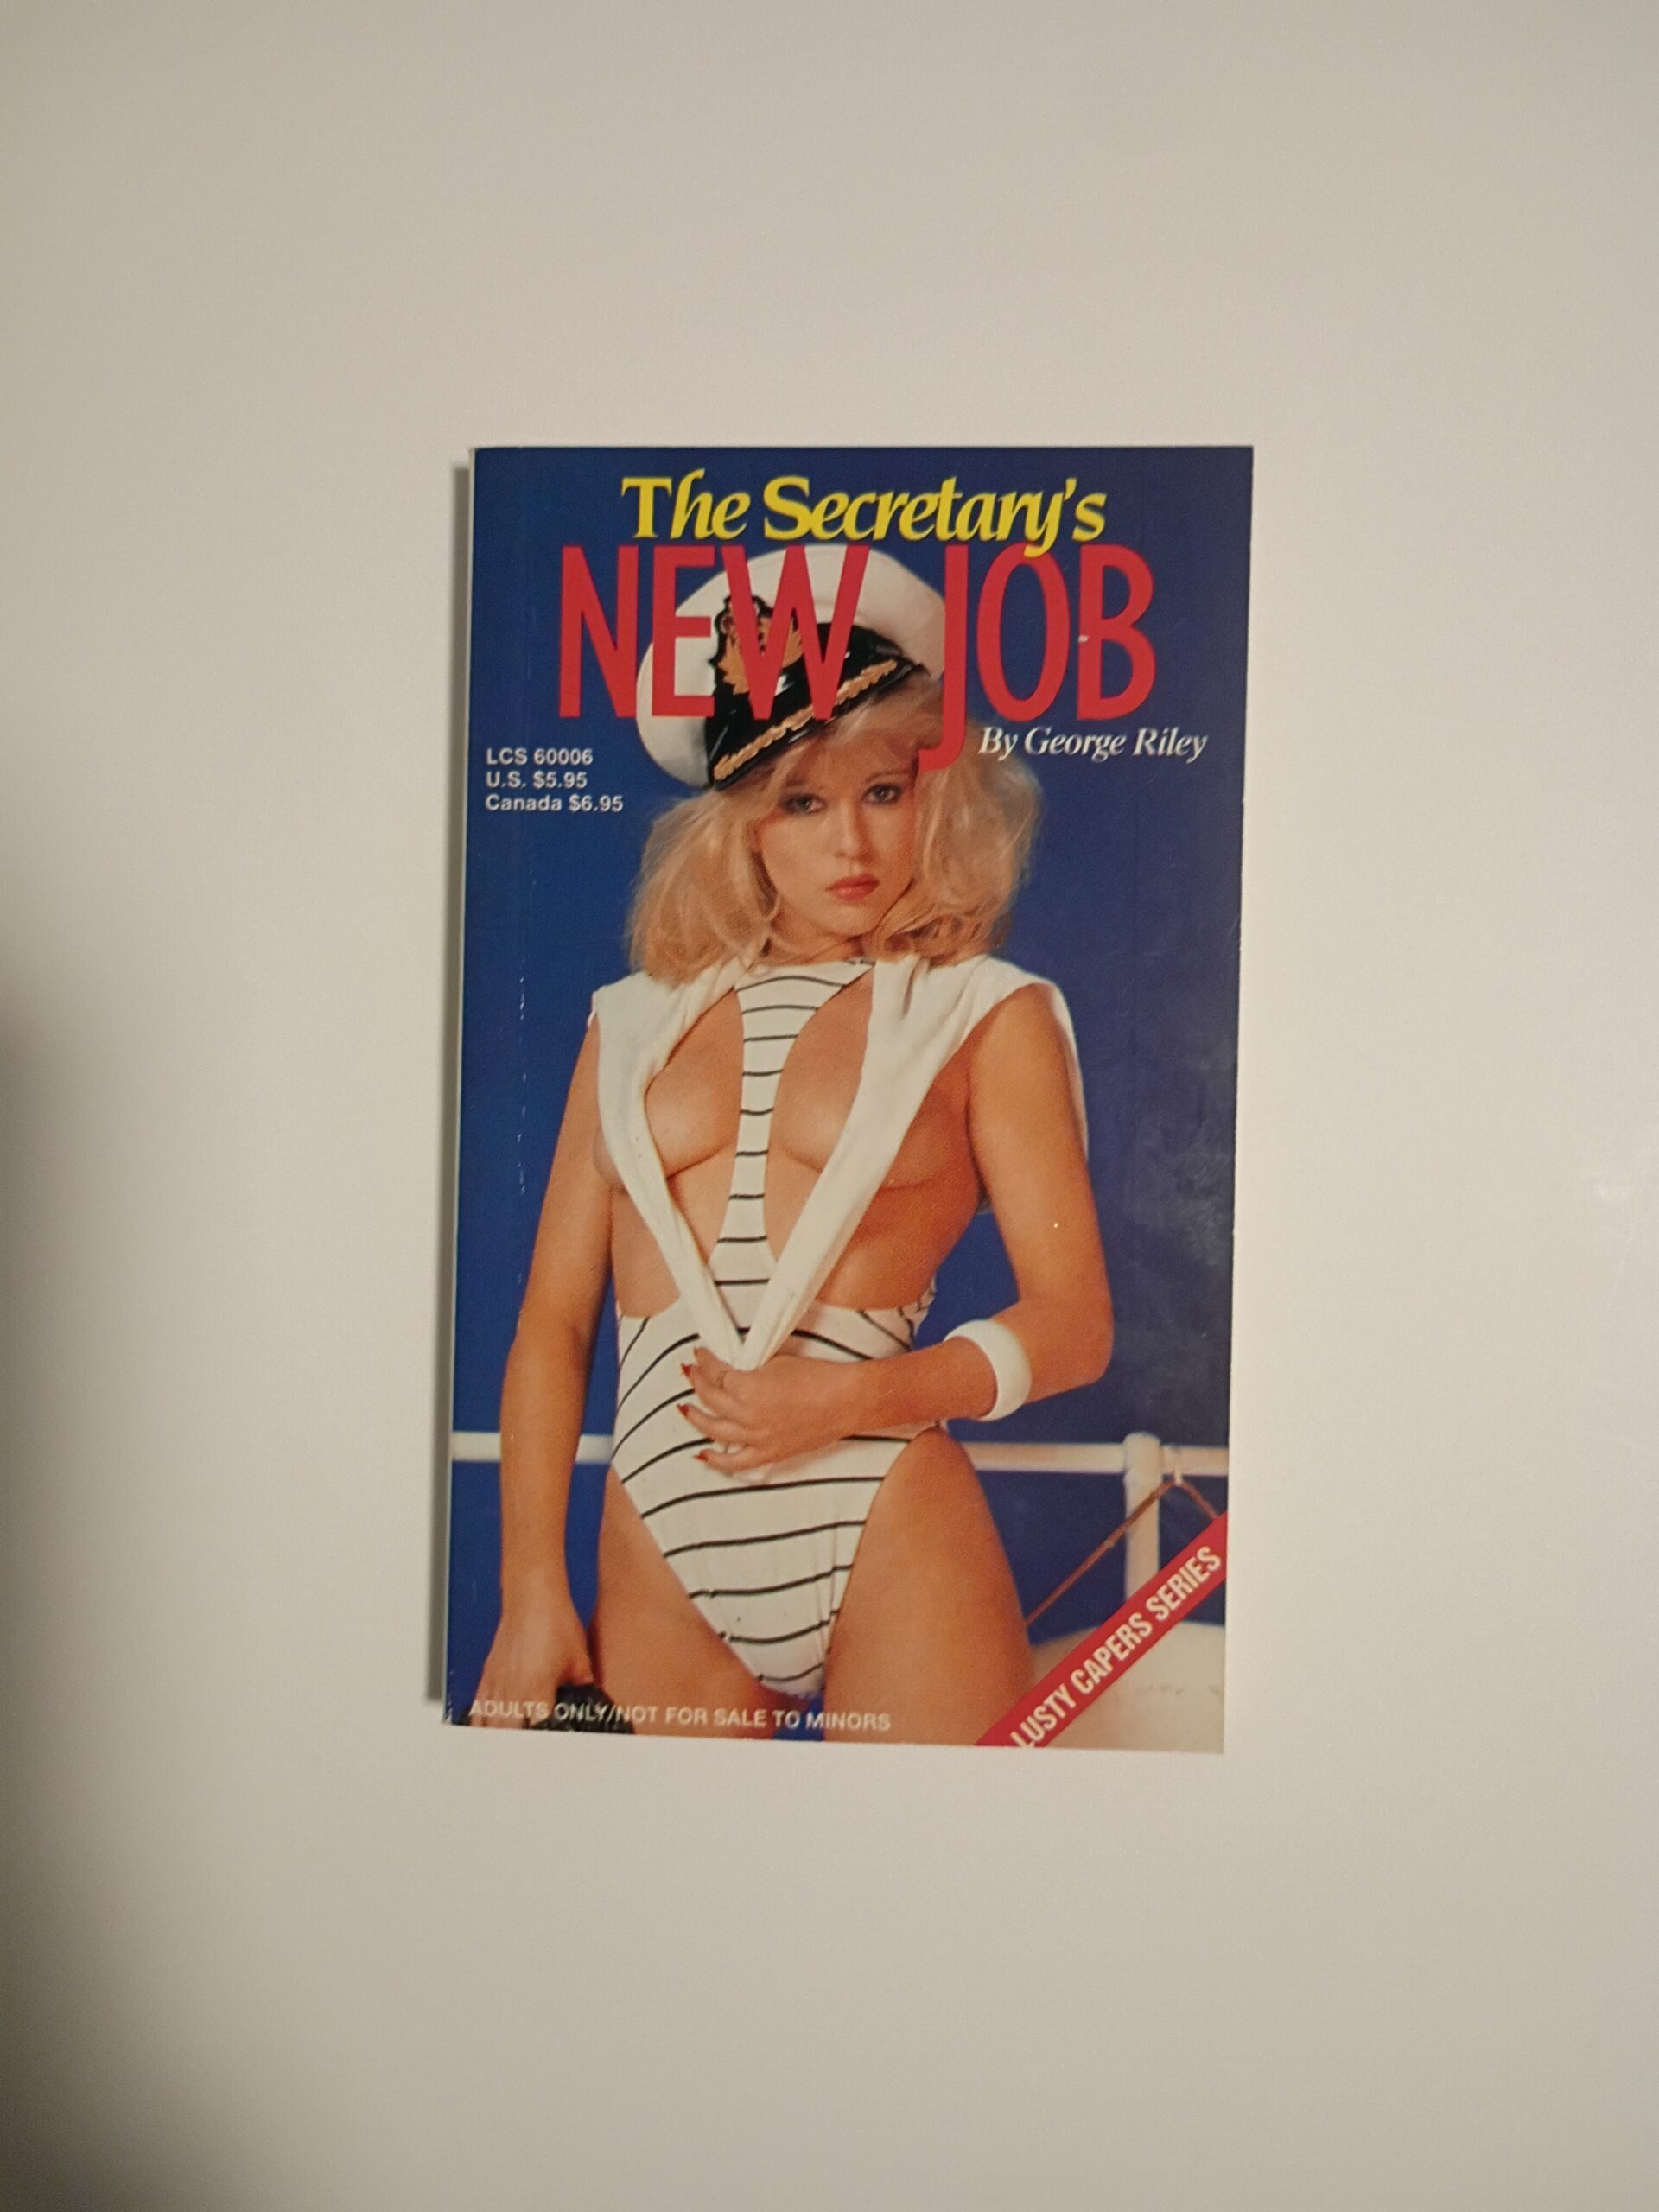 The Secretary's
NEW JOB
By George Riley
LCS 60006
U.S. $5.95
Canada $6.95
LUSTY CAPERS SERIES
ADULTS ONLY/NOT FOR SALE TO MINORS